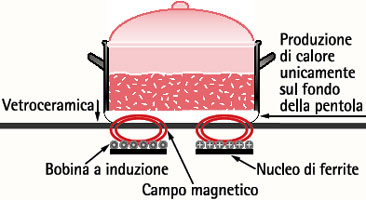 Produzione
di calore
unicamente
sul fondo
della pentola
Vetroceramica
Bobina a induzione
Nucleo di ferrite
Campo magnetico